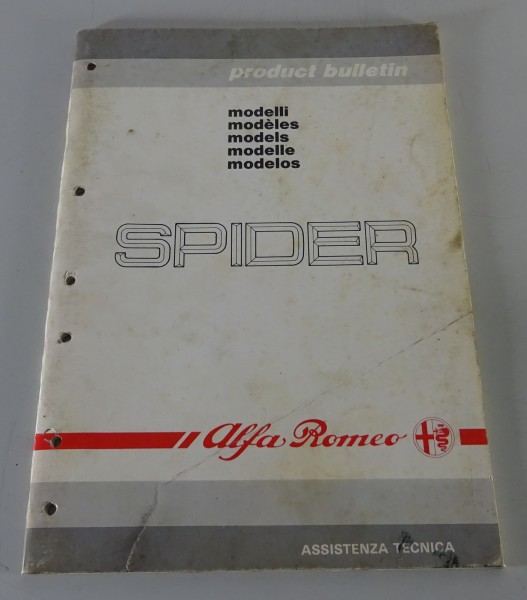 product bulletin
modelli
modèles
models
modelle
modelos
SPIDER
Alfa Romeo
ASSISTENZA TECNICA